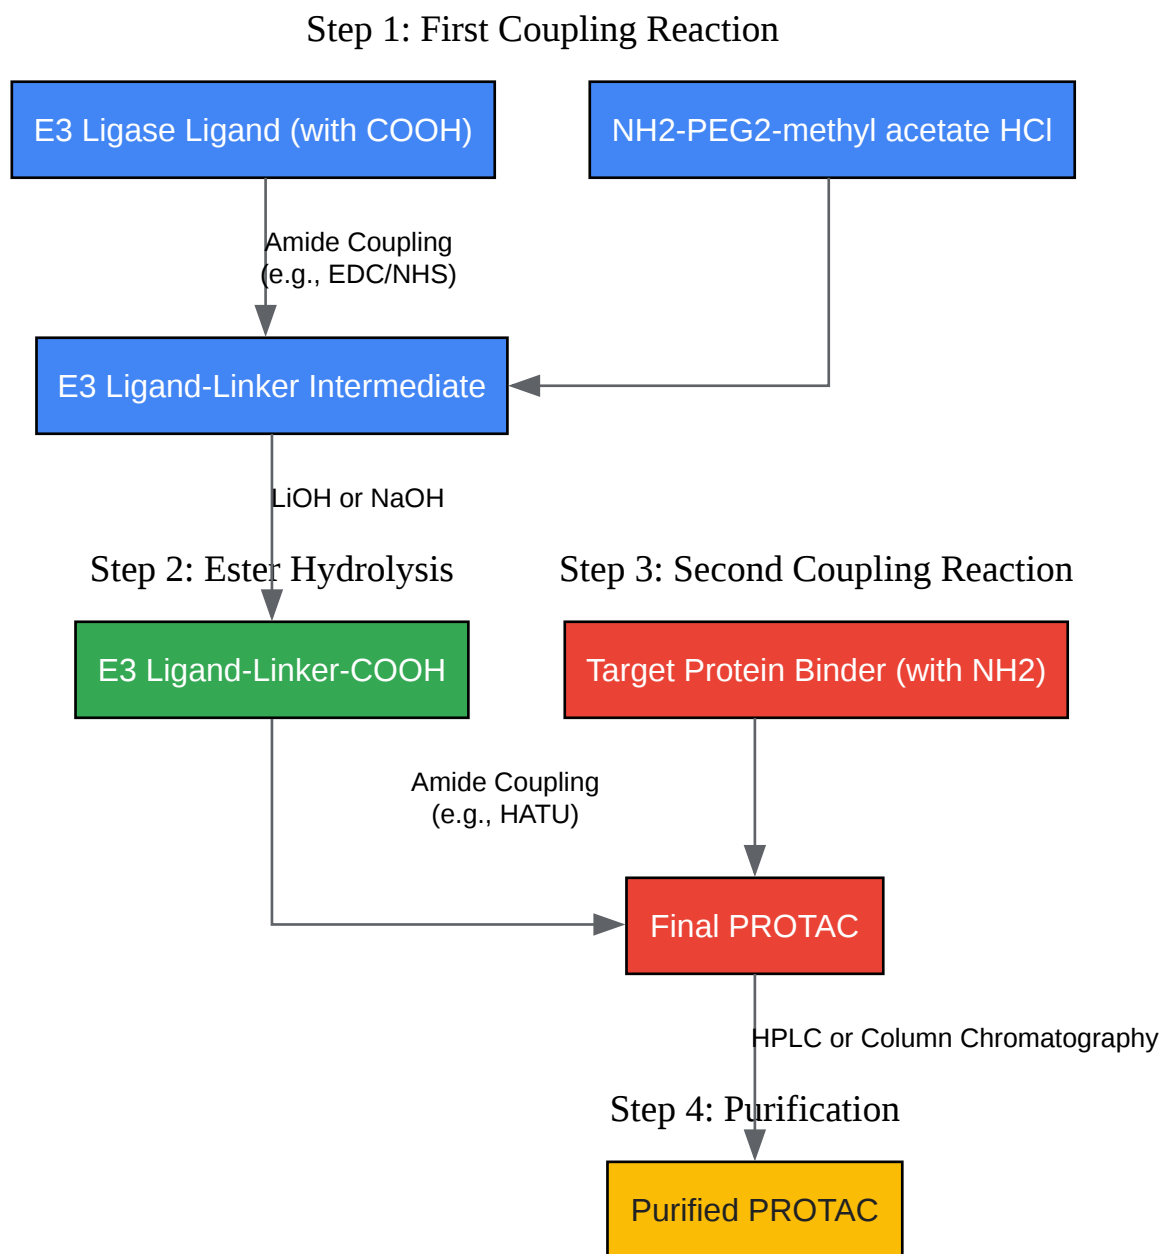 Step 1: First Coupling Reaction
E3 Ligase Ligand (with COOH)
NH2-PEG2-methyl acetate HCl
Amide Coupling
(e.g., EDC/NHS)
E3 Ligand-Linker Intermediate
LiOH or NaOH
Step 2: Ester Hydrolysis
Step 3: Second Coupling Reaction
E3 Ligand-Linker-COOH
Target Protein Binder (with NH2)
Amide Coupling
(e.g., HATU)
Final PROTAC
HPLC or Column Chromatography
Step 4: Purification
Purified PROTAC